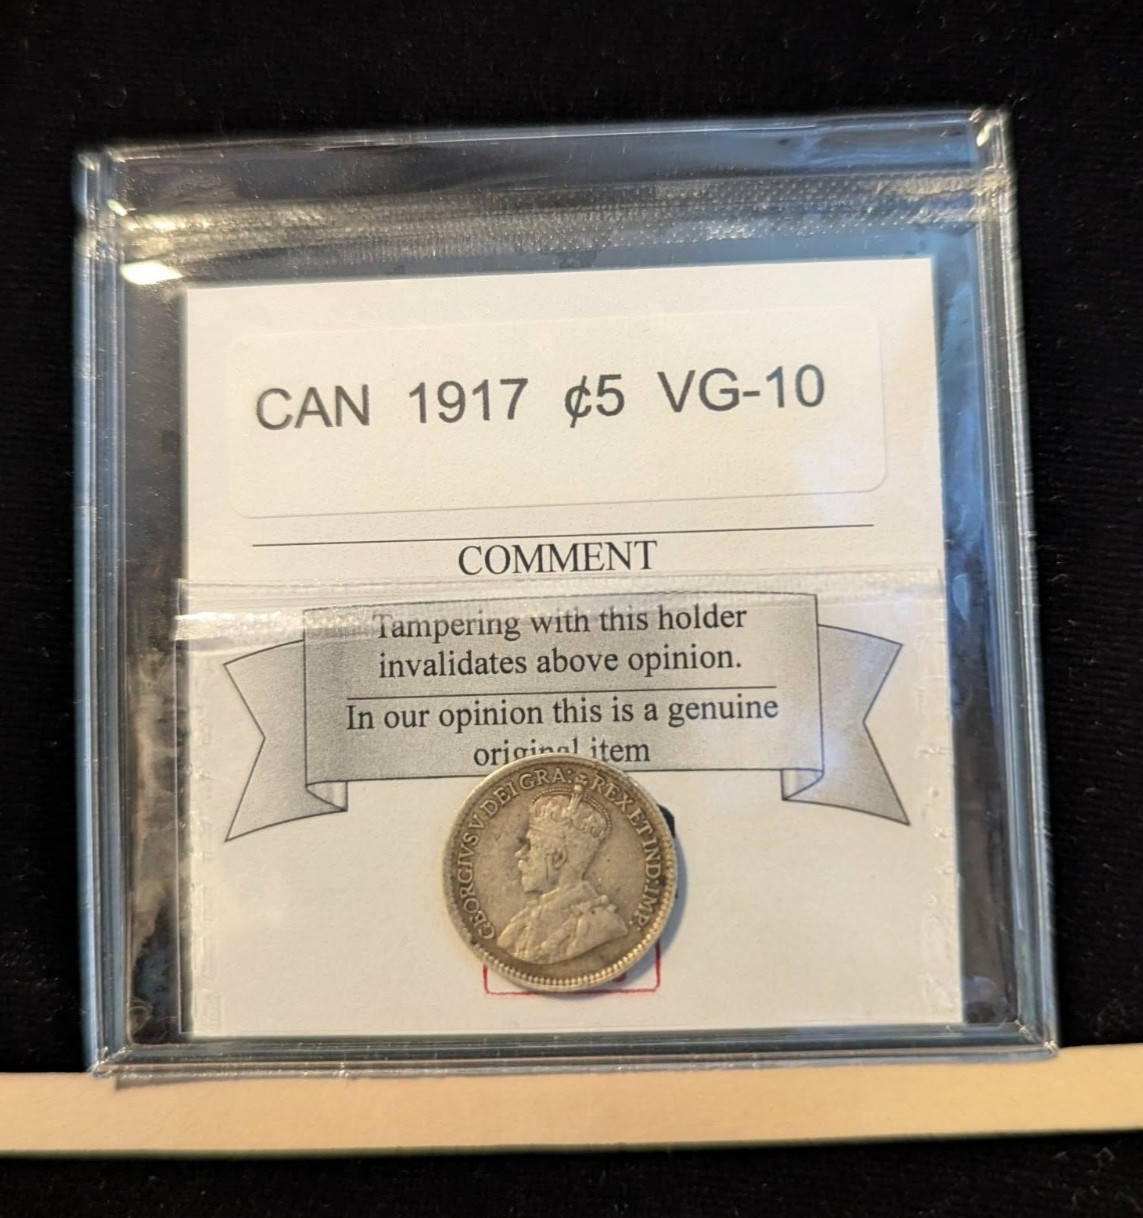 CAN 1917 ¢5 VG-10
COMMENT
Tampering with this holder
invalidates above opinion.
In our opinion this is a genuine
original item
GEORGIVS V DEI GRA: REX ET IND: IMP: